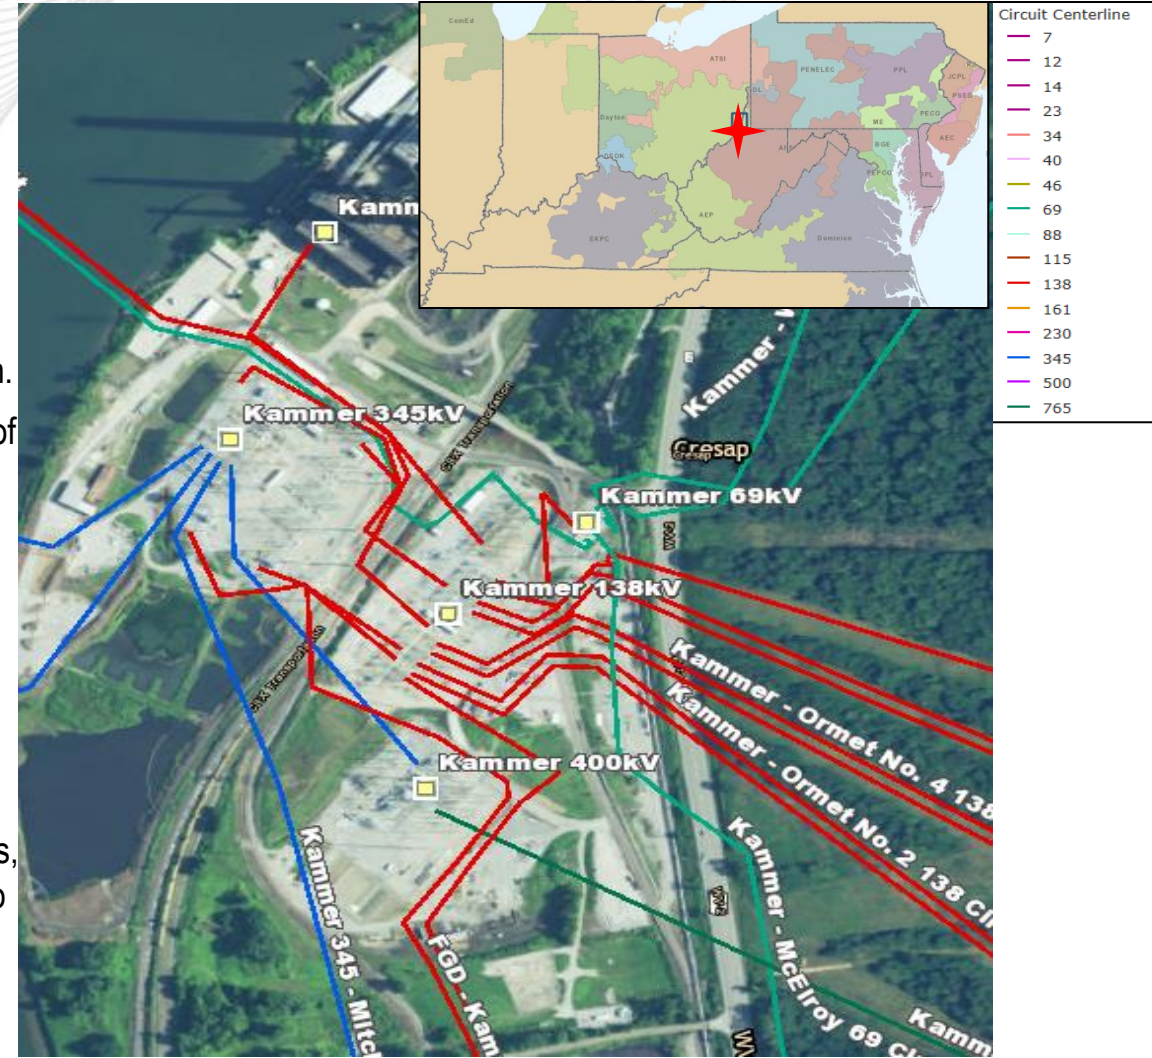 n.
of
s,
o
Circuit Centerline
7
12
14
23
34
40
46
69
88
115
138
161
230
345
500
765
ComEd
ATSI
PENELEC
PPL
JCPL
PSEG
PECO
ME
AEC
BGE
PEPCO
Dayton
AEP
EKPC
Dominion
Kamm
Kammer 345kV
Kammer -
Cresap
Cresap
Kammer 69kV
Kammer 138kV
Kammer - Ormet No. 4 138
Kammer - Ormet No. 2 138 Ci
Kammer 400kV
Kammer 345 - Mitc
FGD - Kam
Kammer - McElroy 69
Kamm